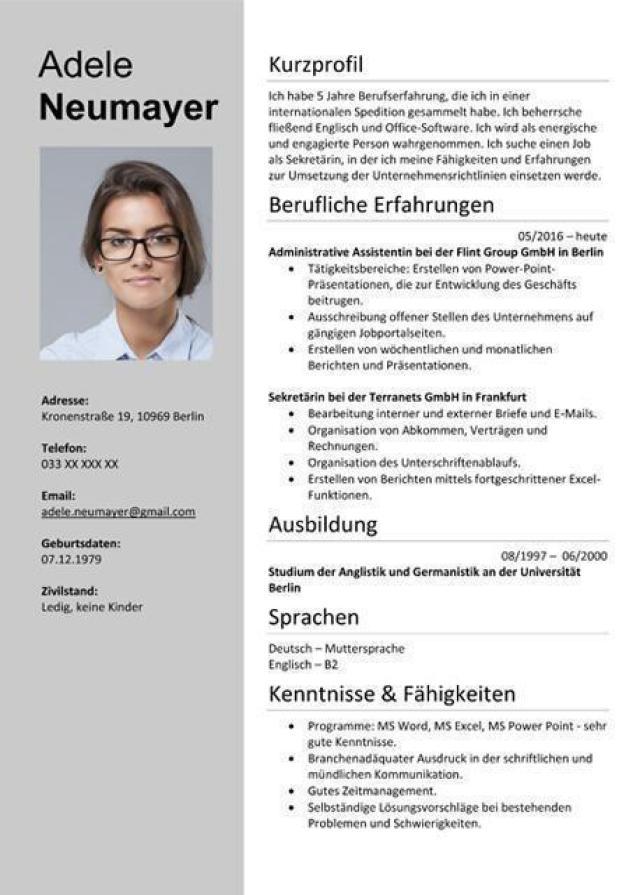 Adele
Neumayer
Adresse:
Kronenstraße 19, 10969 Berlin
Telefon:
033 XX XXX XX
Email:
adele.neumayer@gmail.com
Geburtsdaten:
07.12.1979
Zivilstand:
Ledig, keine Kinder
Kurzprofil
Ich habe 5 Jahre Berufserfahrung, die ich in einer
internationalen Spedition gesammelt habe. Ich beherrsche
fließend Englisch und Office-Software. Ich wird als energische
und engagierte Person wahrgenommen. Ich suche einen Job
als Sekretärin, in der ich meine Fähigkeiten und Erfahrungen
zur Umsetzung der Unternehmensrichtlinien einsetzen werde.
Berufliche Erfahrungen
05/2016 – heute
Administrative Assistentin bei der Flint Group GmbH in Berlin
• Tätigkeitsbereiche: Erstellen von Power-Point-
Präsentationen, die zur Entwicklung des Geschäfts
beitrugen.
• Ausschreibung offener Stellen des Unternehmens auf
gängigen Jobportalseiten.
• Erstellen von wöchentlichen und monatlichen
Berichten und Präsentationen.
Sekretärin bei der Terranets GmbH in Frankfurt
• Bearbeitung interner und externer Briefe und E-Mails.
• Organisation von Abkommen, Verträgen und
Rechnungen.
• Organisation des Unterschriftenablaufs.
• Erstellen von Berichten mittels fortgeschrittener Excel-
Funktionen.
Ausbildung
08/1997 – 06/2000
Studium der Anglistik und Germanistik an der Universität
Berlin
Sprachen
Deutsch – Muttersprache
Englisch – B2
Kenntnisse & Fähigkeiten
• Programme: MS Word, MS Excel, MS Power Point - sehr
gute Kenntnisse.
• Branchenadäquater Ausdruck in der schriftlichen und
mündlichen Kommunikation.
• Gutes Zeitmanagement.
• Selbständige Lösungsvorschläge bei bestehenden
Problemen und Schwierigkeiten.